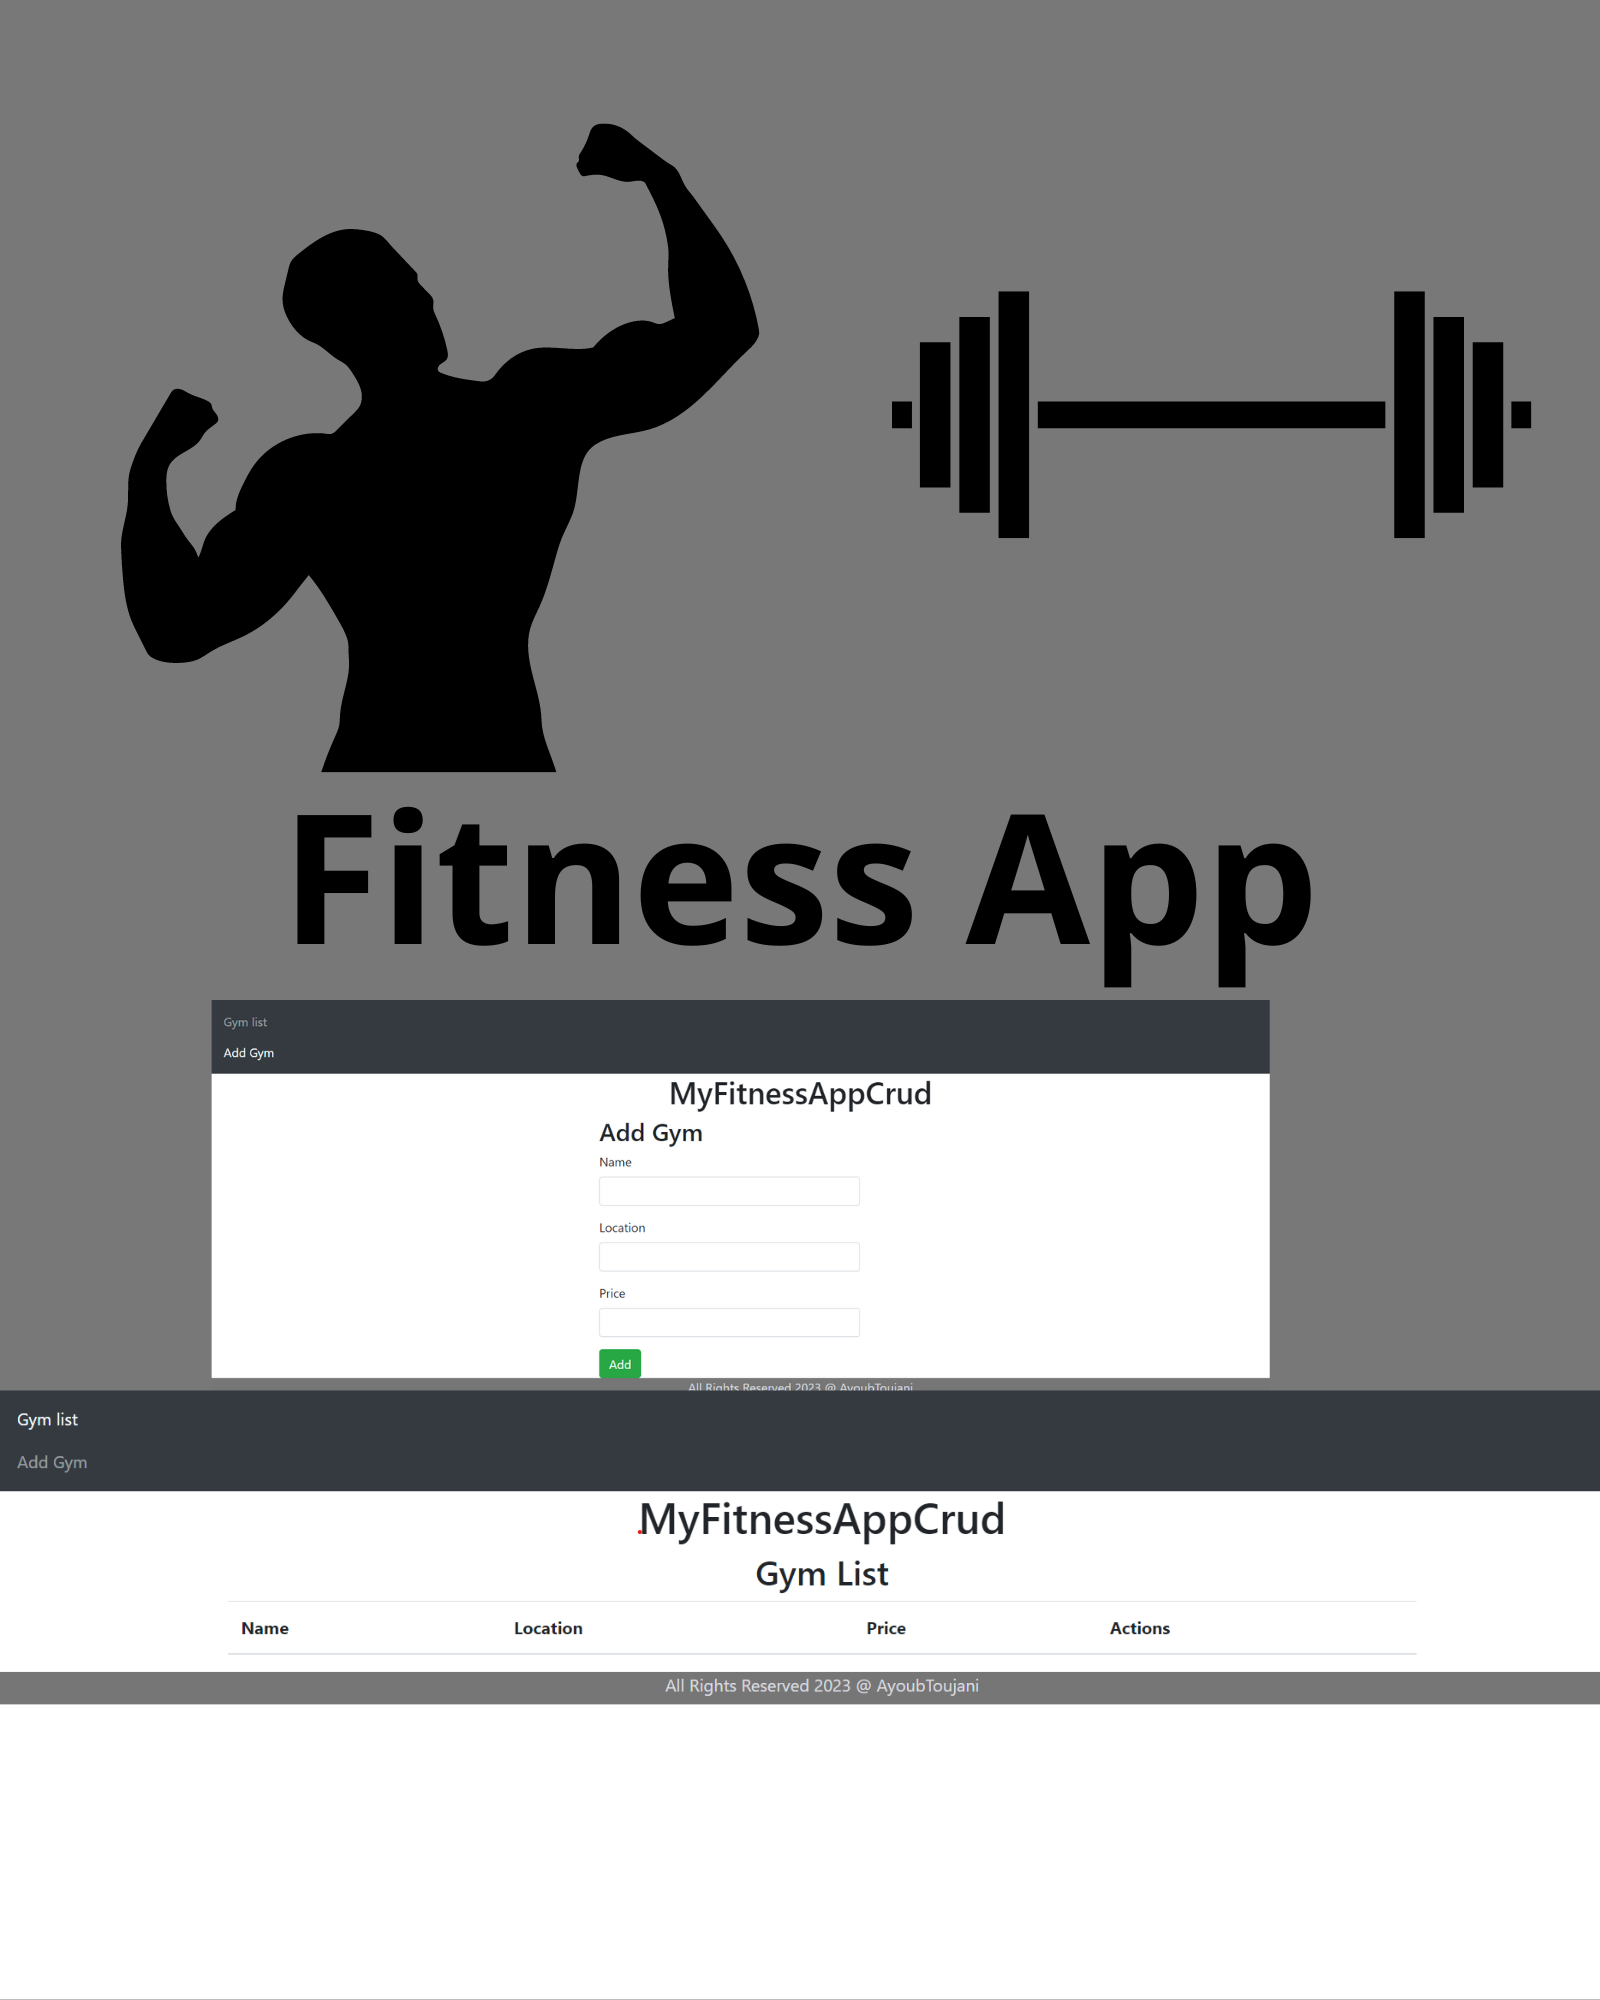 Fitness App
Gym list
Add Gym
MyFitnessAppCrud
Add Gym
Name
Location
Price
Add
All Rights Reserved 2023 @ AyoubToujani
Gym list
Add Gym
MyFitnessAppCrud
Gym List
Name Location Price Actions
All Rights Reserved 2023 @ AyoubToujani